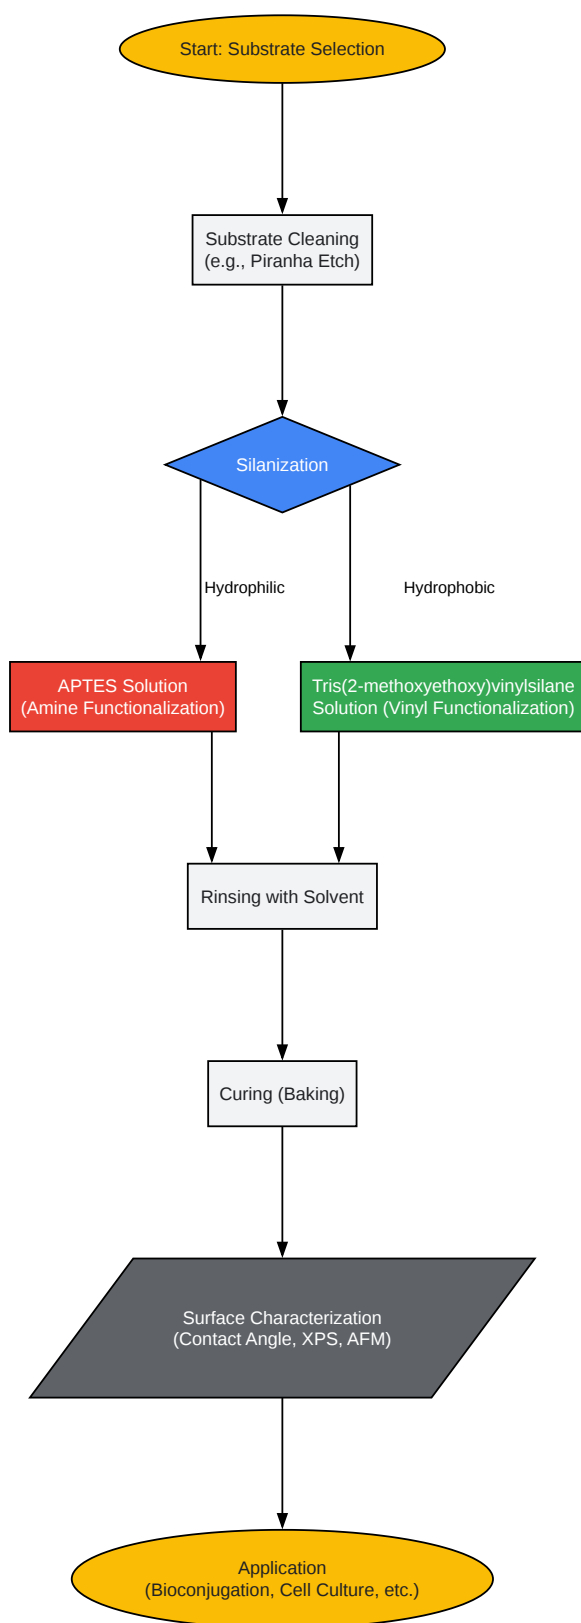 Start: Substrate Selection
Substrate Cleaning
(e.g., Piranha Etch)
Silanization
Hydrophilic
Hydrophobic
APTES Solution
(Amine Functionalization)
Tris(2-methoxyethoxy)vinylsilane
Solution (Vinyl Functionalization)
Rinsing with Solvent
Curing (Baking)
Surface Characterization
(Contact Angle, XPS, AFM)
Application
(Bioconjugation, Cell Culture, etc.)